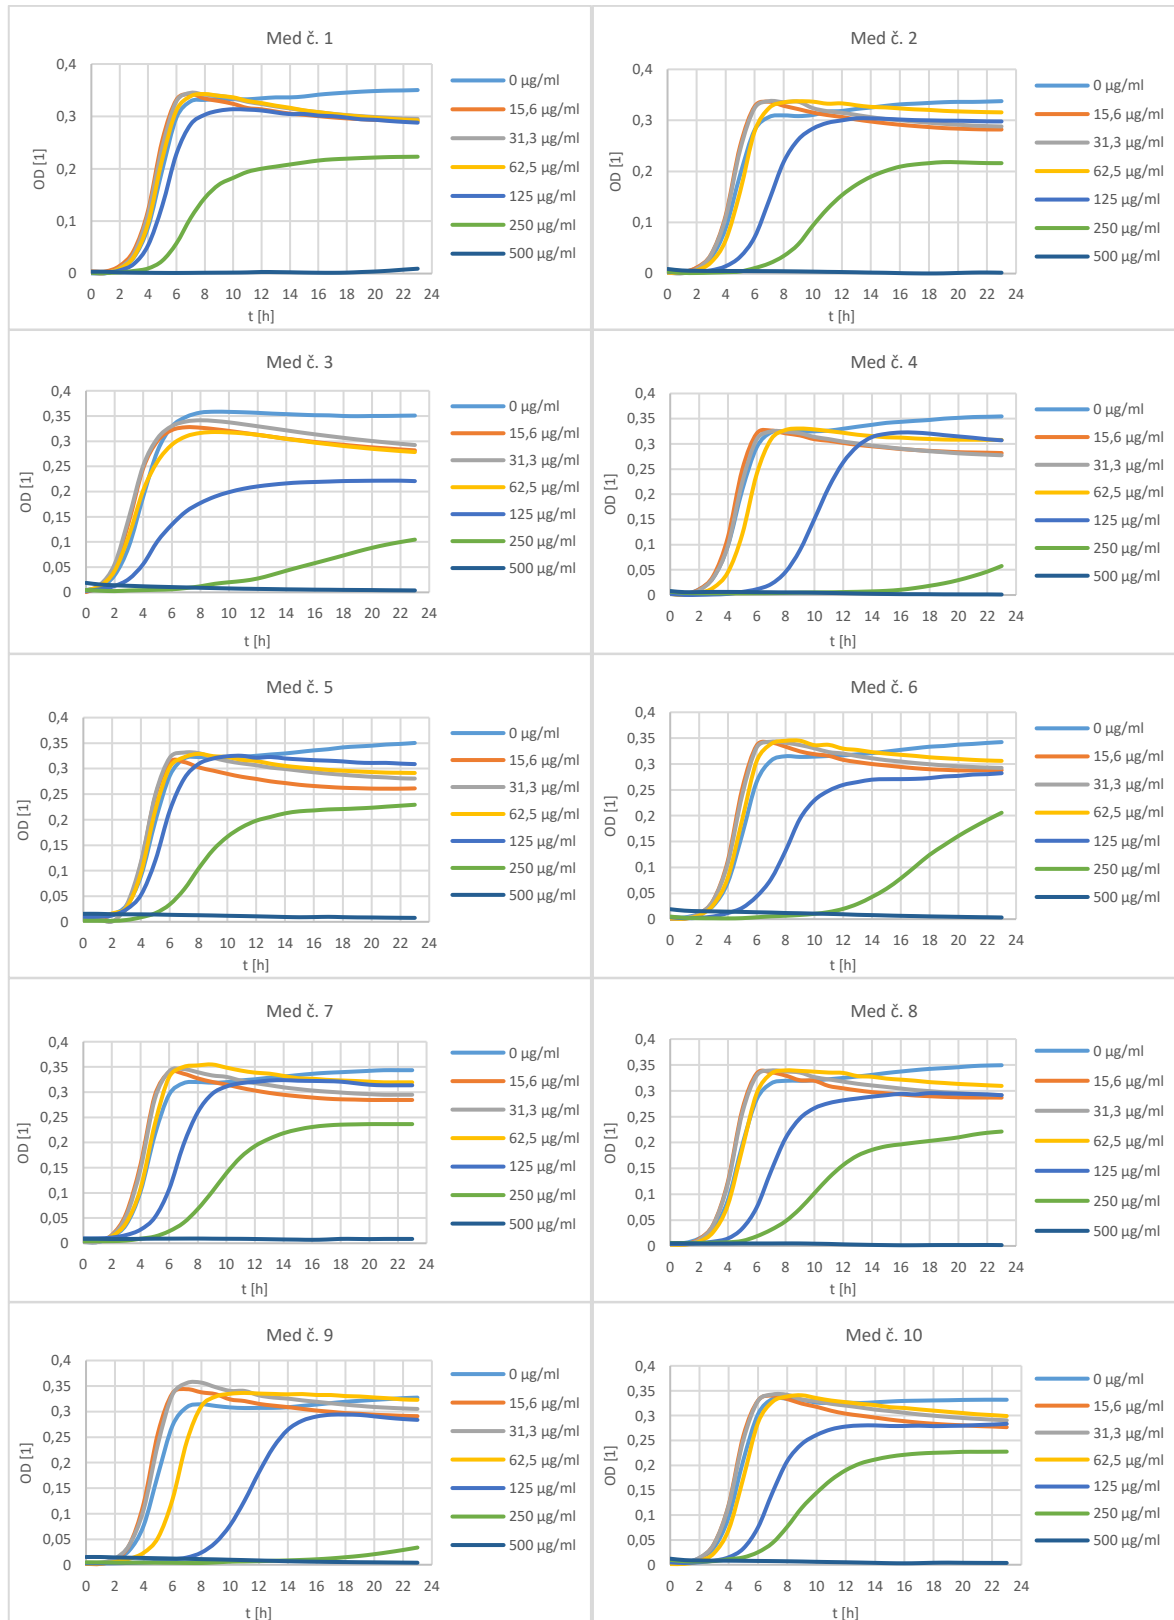 Med č. 1
OD [1]
0,4
0,3
0,2
0,1
0
0 2 4 6 8 10 12 14 16 18 20 22 24
t [h]
0 µg/ml
15,6 µg/ml
31,3 µg/ml
62,5 µg/ml
125 µg/ml
250 µg/ml
500 µg/ml
Med č. 2
OD [1]
0,4
0,3
0,2
0,1
0
0 2 4 6 8 10 12 14 16 18 20 22 24
t [h]
0 µg/ml
15,6 µg/ml
31,3 µg/ml
62,5 µg/ml
125 µg/ml
250 µg/ml
500 µg/ml
Med č. 3
OD [1]
0,4
0,35
0,3
0,25
0,2
0,15
0,1
0,05
0
0 2 4 6 8 10 12 14 16 18 20 22 24
t [h]
0 µg/ml
15,6 µg/ml
31,3 µg/ml
62,5 µg/ml
125 µg/ml
250 µg/ml
500 µg/ml
Med č. 4
OD [1]
0,4
0,35
0,3
0,25
0,2
0,15
0,1
0,05
0
0 2 4 6 8 10 12 14 16 18 20 22 24
t [h]
0 µg/ml
15,6 µg/ml
31,3 µg/ml
62,5 µg/ml
125 µg/ml
250 µg/ml
500 µg/ml
Med č. 5
OD [1]
0,4
0,35
0,3
0,25
0,2
0,15
0,1
0,05
0
0 2 4 6 8 10 12 14 16 18 20 22 24
t [h]
0 µg/ml
15,6 µg/ml
31,3 µg/ml
62,5 µg/ml
125 µg/ml
250 µg/ml
500 µg/ml
Med č. 6
OD [1]
0,4
0,35
0,3
0,25
0,2
0,15
0,1
0,05
0
0 2 4 6 8 10 12 14 16 18 20 22 24
t [h]
0 µg/ml
15,6 µg/ml
31,3 µg/ml
62,5 µg/ml
125 µg/ml
250 µg/ml
500 µg/ml
Med č. 7
OD [1]
0,4
0,35
0,3
0,25
0,2
0,15
0,1
0,05
0
0 2 4 6 8 10 12 14 16 18 20 22 24
t [h]
0 µg/ml
15,6 µg/ml
31,3 µg/ml
62,5 µg/ml
125 µg/ml
250 µg/ml
500 µg/ml
Med č. 8
OD [1]
0,4
0,35
0,3
0,25
0,2
0,15
0,1
0,05
0
0 2 4 6 8 10 12 14 16 18 20 22 24
t [h]
0 µg/ml
15,6 µg/ml
31,3 µg/ml
62,5 µg/ml
125 µg/ml
250 µg/ml
500 µg/ml
Med č. 9
OD [1]
0,4
0,35
0,3
0,25
0,2
0,15
0,1
0,05
0
0 2 4 6 8 10 12 14 16 18 20 22 24
t [h]
0 µg/ml
15,6 µg/ml
31,3 µg/ml
62,5 µg/ml
125 µg/ml
250 µg/ml
500 µg/ml
Med č. 10
OD [1]
0,4
0,35
0,3
0,25
0,2
0,15
0,1
0,05
0
0 2 4 6 8 10 12 14 16 18 20 22 24
t [h]
0 µg/ml
15,6 µg/ml
31,3 µg/ml
62,5 µg/ml
125 µg/ml
250 µg/ml
500 µg/ml